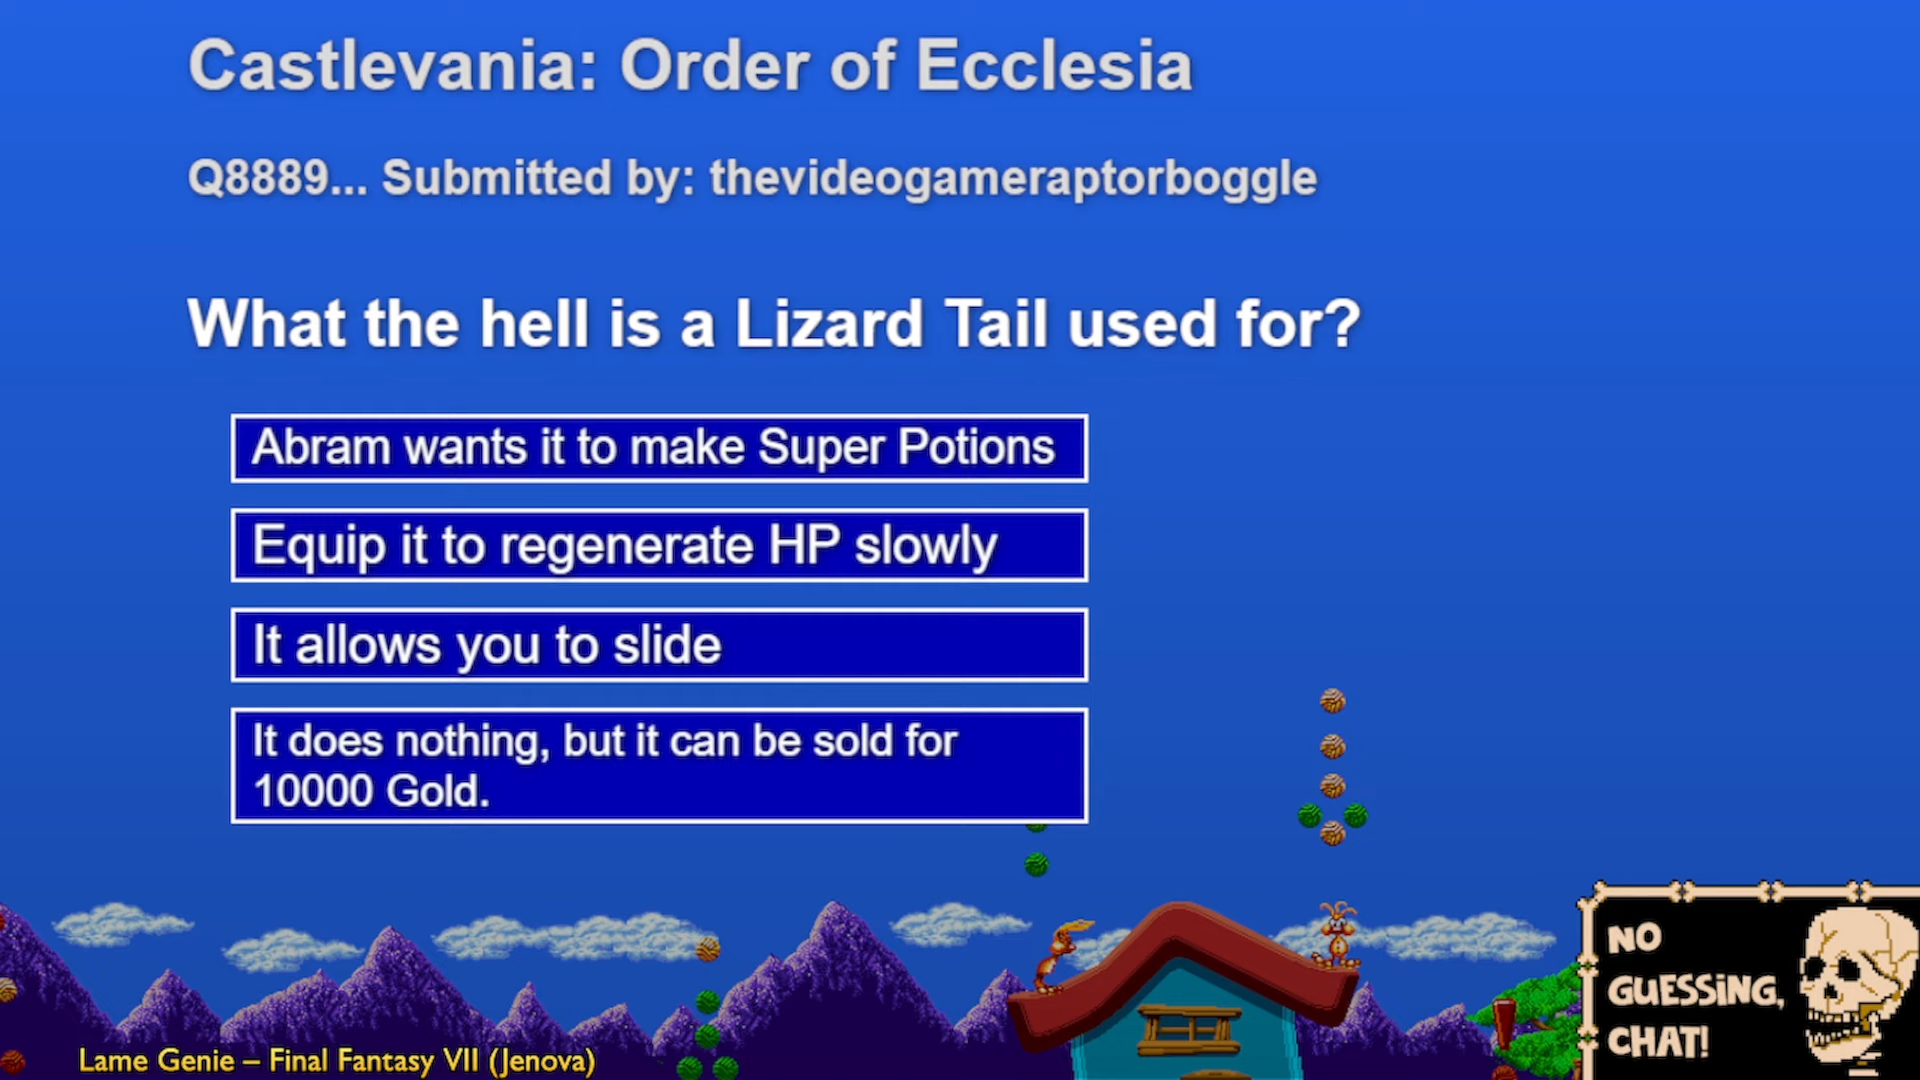 Castlevania: Order of Ecclesia
Q8889... Submitted by: thevideogameraptorboggle
What the hell is a Lizard Tail used for?
Abram wants it to make Super Potions
Equip it to regenerate HP slowly
It allows you to slide
It does nothing, but it can be sold for
10000 Gold.
NO
GUESSiNG,
CHAT!
Lame Genie – Final Fantasy VII (Jenova)